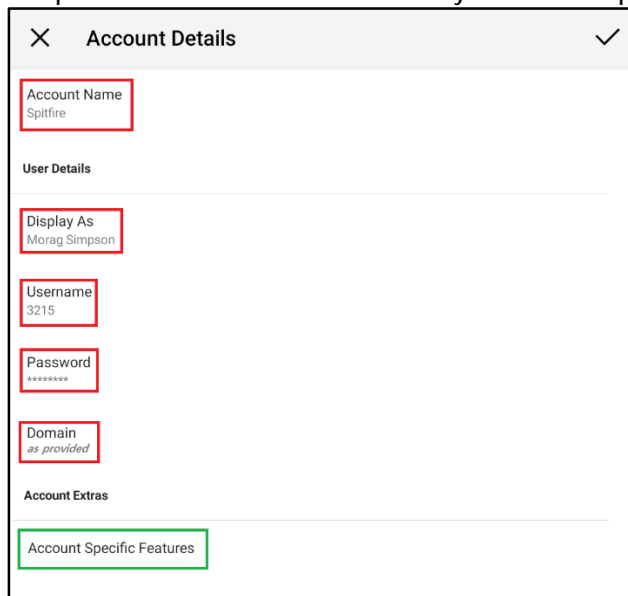 Account Details
Account Name
Spitfire
User Details
Display As
Morag Simpson
Username
3215
Password
********
Domain
as provided
Account Extras
Account Specific Features